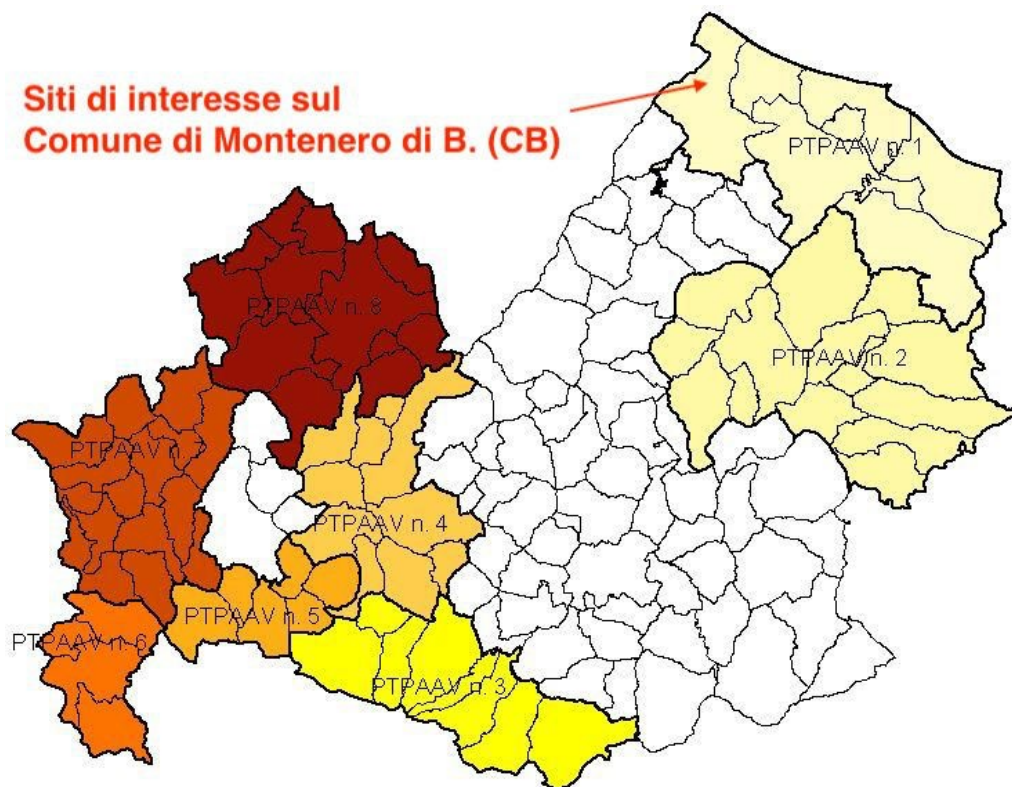 Siti di interesse sul
Comune di Montenero di B. (CB)
PTPAAV n. 1
PTPAAV n. 8
PTPAAV n. 2
PTPAAV n. 7
PTPAAV n. 4
PTPAAV n. 5
PTPAAV n. 6
PTPAAV n. 3